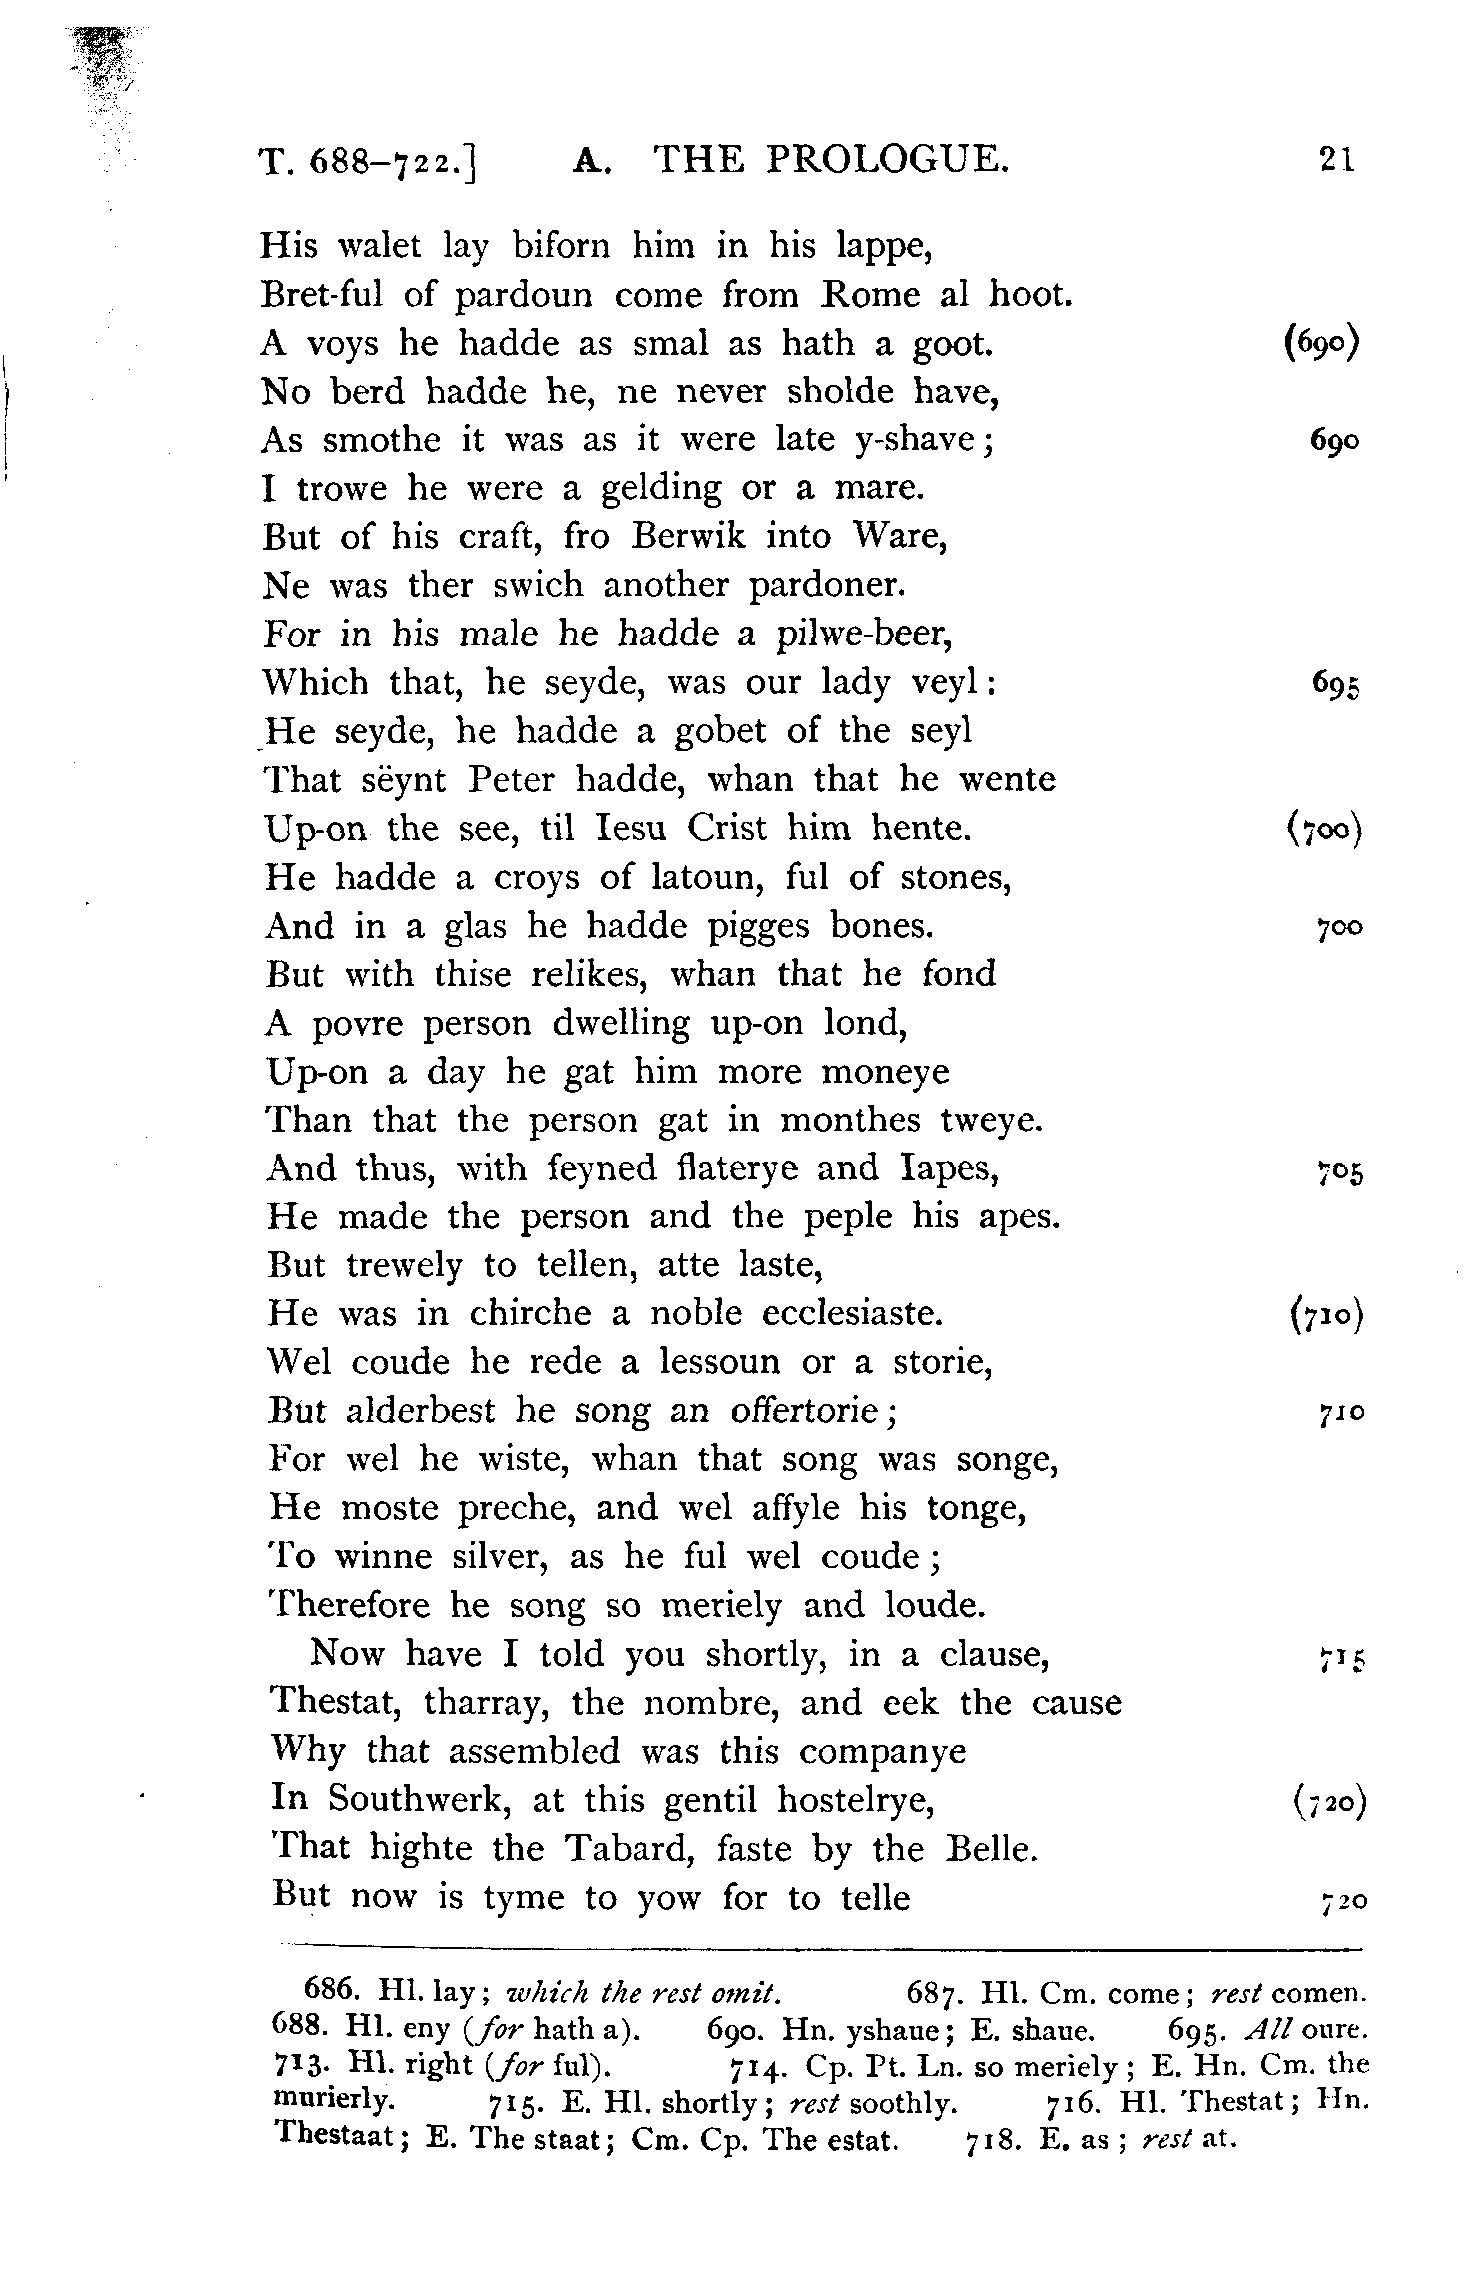 T. 688–722.] A. THE PROLOGUE. 21
His walet lay biforn him in his lappe,
Bret-ful of pardoun come from Rome al hoot.
A voys he hadde as smal as hath a goot. (690)
No berd hadde he, ne never sholde have,
As smothe it was as it were late y-shave; 690
I trowe he were a gelding or a mare.
But of his craft, fro Berwik into Ware,
Ne was ther swich another pardoner.
For in his male he hadde a pilwe-beer,
Which that, he seyde, was our lady veyl: 695
He seyde, he hadde a gobet of the seyl
That sëynt Peter hadde, whan that he wente
Up-on the see, til Iesu Crist him hente. (700)
He hadde a croys of latoun, ful of stones,
And in a glas he hadde pigges bones. 700
But with thise relikes, whan that he fond
A povre person dwelling up-on lond,
Up-on a day he gat him more moneye
Than that the person gat in monthes tweye.
And thus, with feyned flaterye and Iapes, 705
He made the person and the peple his apes.
But trewely to tellen, atte laste,
He was in chirche a noble ecclesiaste. (710)
Wel coude he rede a lessoun or a storie,
But alderbest he song an offertorie; 710
For wel he wiste, whan that song was songe,
He moste preche, and wel affyle his tonge,
To winne silver, as he ful wel coude;
Therefore he song so meriely and loude.
Now have I told you shortly, in a clause, 715
Thestat, tharray, the nombre, and eek the cause
Why that assembled was this companye
In Southwerk, at this gentil hostelrye, (720)
That highte the Tabard, faste by the Belle.
But now is tyme to yow for to telle 720
686. Hl. lay; which the rest omit. 687. Hl. Cm. come; rest comen.
688. Hl. eny (for hath a). 690. Hn. yshaue; E. shaue. 695. All oure.
713. Hl. right (for ful). 714. Cp. Pt. Ln. so meriely; E. Hn. Cm. the
murierly. 715. E. Hl. shortly; rest soothly. 716. Hl. Thestat; Hn.
Thestaat; E. The staat; Cm. Cp. The estat. 718. E. as; rest at.